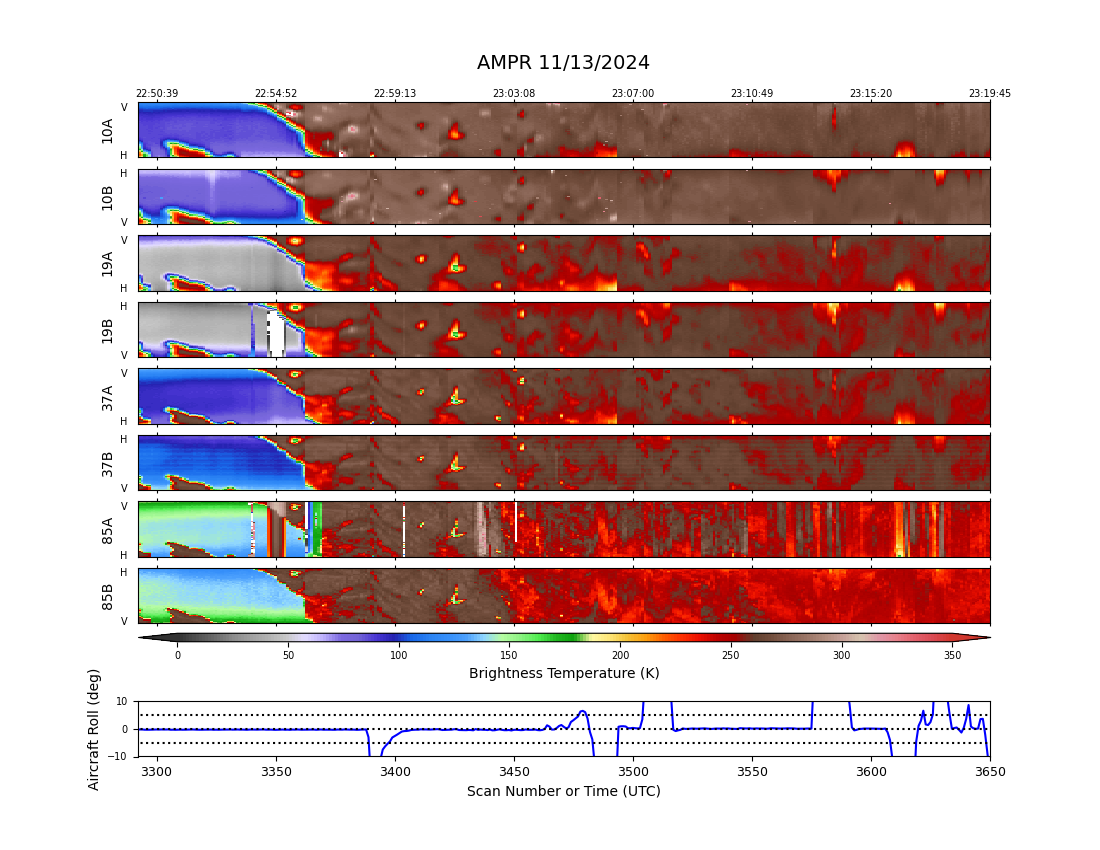 AMPR 11/13/2024
22:50:39 22:54:52 22:59:13 23:03:08 23:07:00 23:10:49 23:15:20 23:19:45
V
10A
H
H
10B
V
V
19A
H
H
19B
V
V
37A
H
H
37B
V
V
85A
H
H
85B
V
0 50 100 150 200 250 300 350
Brightness Temperature (K)
Aircraft Roll (deg)
10
0
−10
3300 3350 3400 3450 3500 3550 3600 3650
Scan Number or Time (UTC)